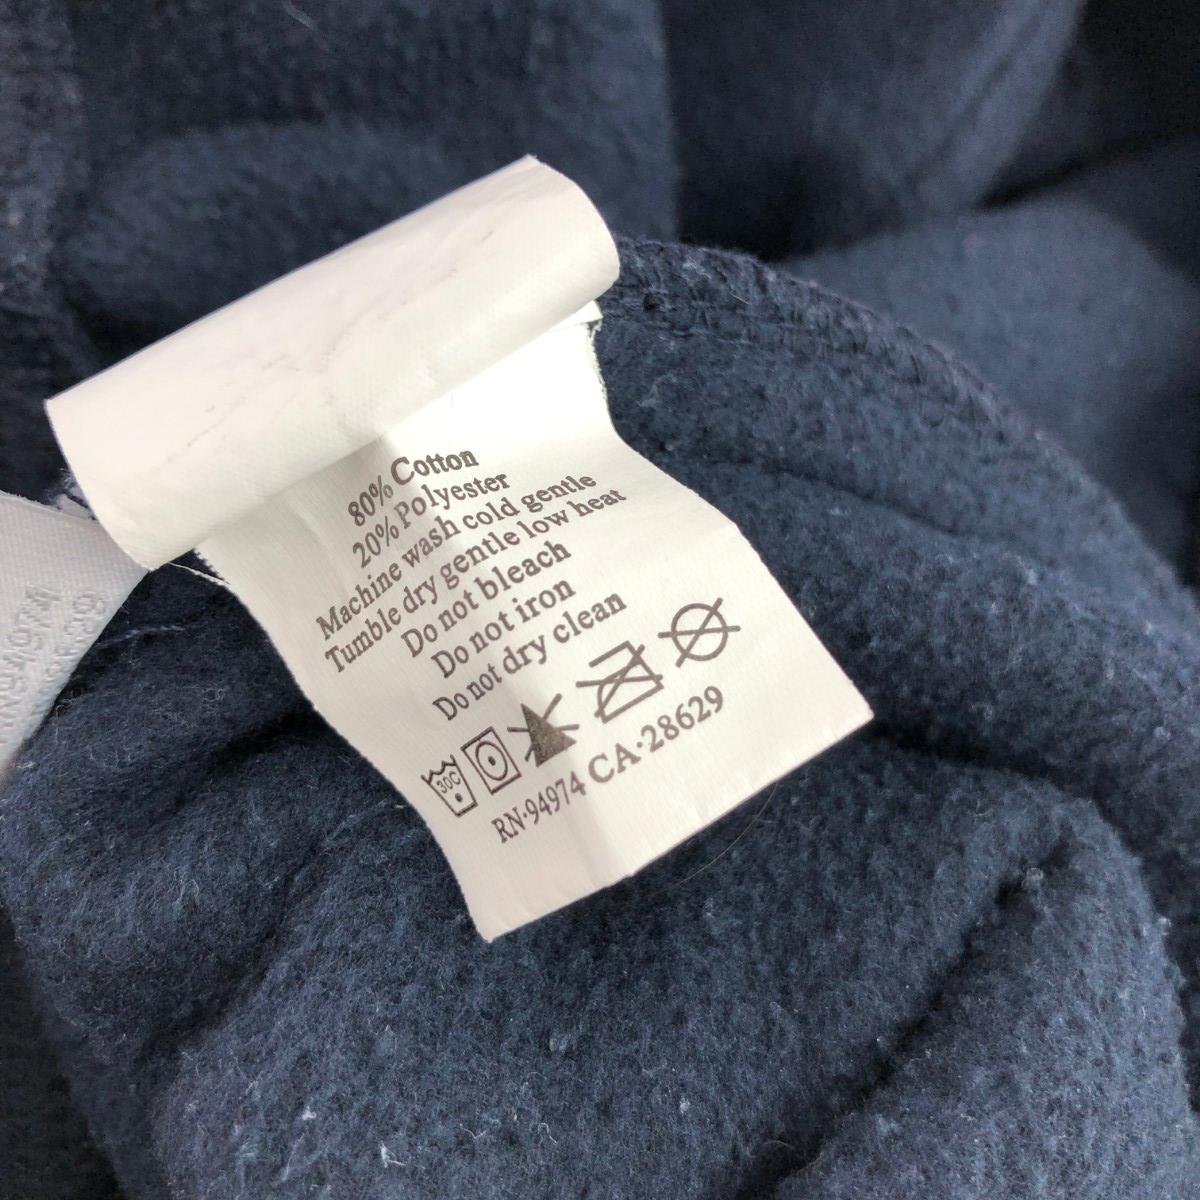 80% Cotton
20% Polyester
Machine wash cold gentle
Tumble dry gentle low heat
Do not bleach
Do not iron
Do not dry clean
30C
RN·94974 CA·28629